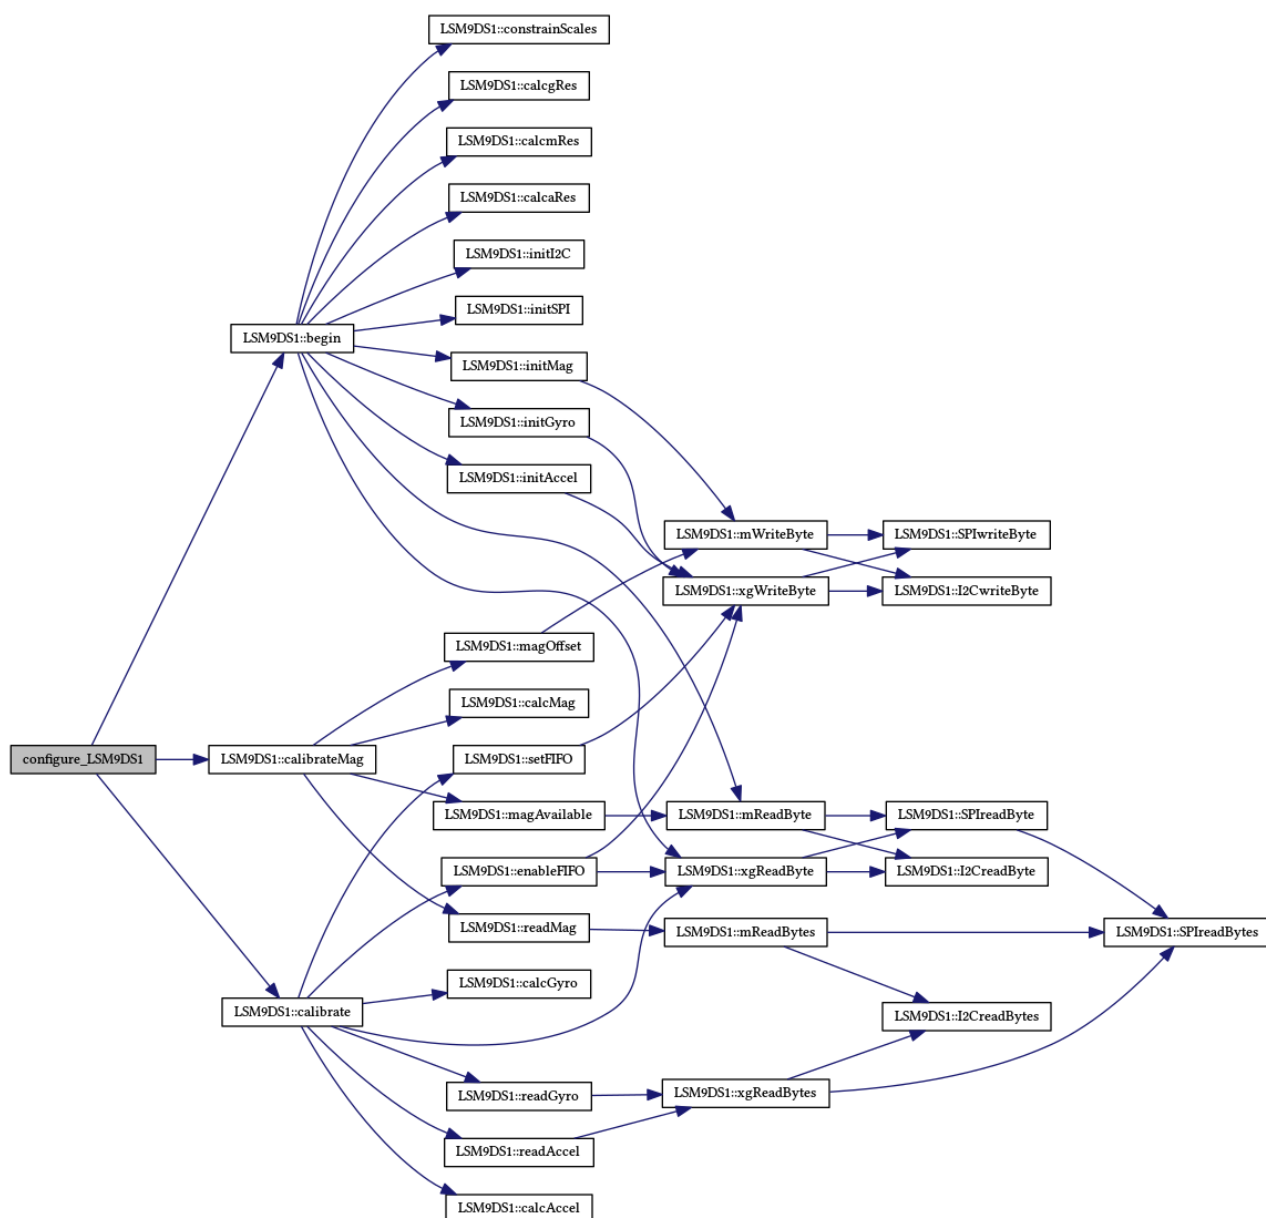 LSM9DS1::constrainScales
LSM9DS1::calcgRes
LSM9DS1::calcmRes
LSM9DS1::calcaRes
LSM9DS1::initI2C
LSM9DS1::initSPI
LSM9DS1::begin
LSM9DS1::initMag
LSM9DS1::initGyro
LSM9DS1::initAccel
LSM9DS1::mWriteByte
LSM9DS1::SPIwriteByte
LSM9DS1::xgWriteByte
LSM9DS1::I2CwriteByte
LSM9DS1::magOffset
LSM9DS1::calcMag
configure_LSM9DS1
LSM9DS1::calibrateMag
LSM9DS1::setFIFO
LSM9DS1::magAvailable
LSM9DS1::mReadByte
LSM9DS1::SPIreadByte
LSM9DS1::enableFIFO
LSM9DS1::xgReadByte
LSM9DS1::I2CreadByte
LSM9DS1::readMag
LSM9DS1::mReadBytes
LSM9DS1::SPIreadBytes
LSM9DS1::calcGyro
LSM9DS1::calibrate
LSM9DS1::I2CreadBytes
LSM9DS1::readGyro
LSM9DS1::xgReadBytes
LSM9DS1::readAccel
LSM9DS1::calcAccel